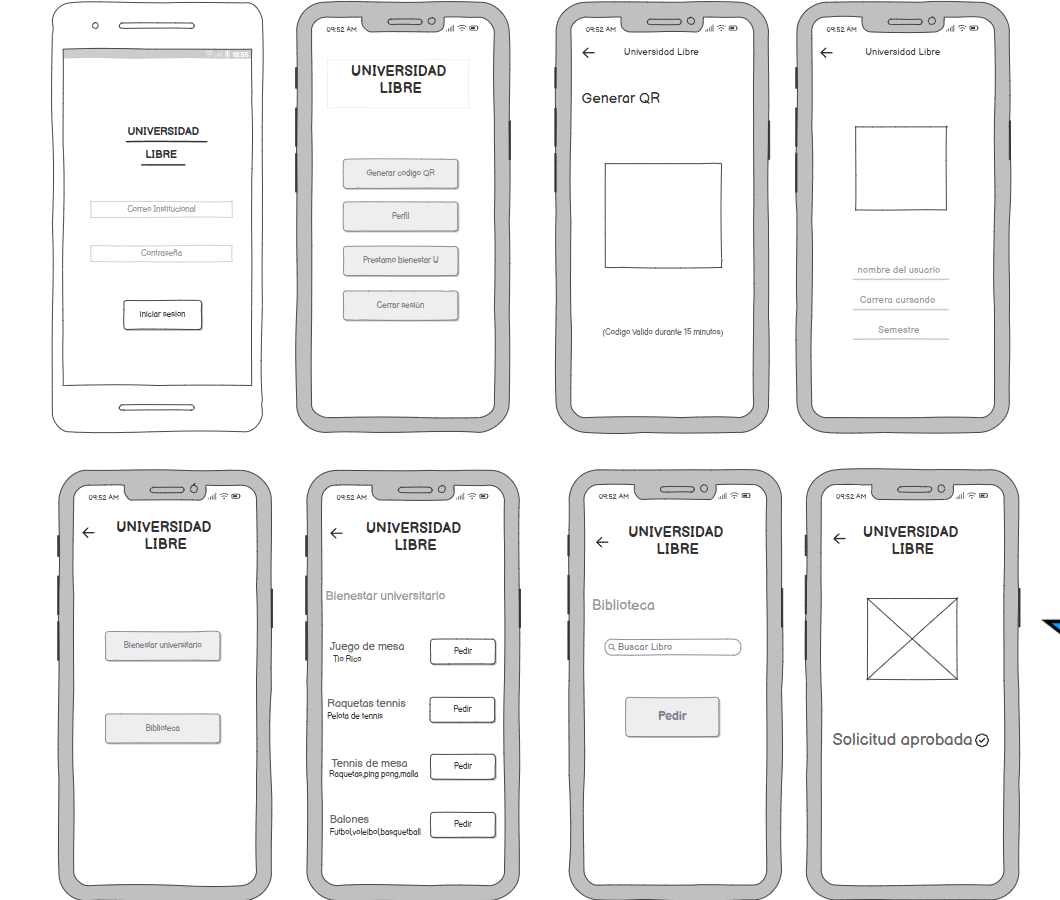 UNIVERSIDAD
LIBRE
Correo Institucional
Contraseña
Iniciar sesion
09:52 AM
UNIVERSIDAD
LIBRE
Generar codigo QR
Perfil
Prestamo bienestar U
Cerrar sesión
09:52 AM
Universidad Libre
Generar QR
(Codigo Valido durante 15 minutos)
09:52 AM
Universidad Libre
nombre del usuario
Carrera cursando
Semestre
09:52 AM
UNIVERSIDAD
LIBRE
Bienestar universitario
Biblioteca
09:52 AM
UNIVERSIDAD
LIBRE
Bienestar universitario
Juego de mesa
Tio Rico
Pedir
Raquetas tennis
Pelota de tennis
Pedir
Tennis de mesa
Raquetas,ping pong,malla
Pedir
Balones
Futbol,voleibol,basquetball
Pedir
09:52 AM
UNIVERSIDAD
LIBRE
Biblioteca
Buscar Libro
Pedir
09:52 AM
UNIVERSIDAD
LIBRE
Solicitud aprobada